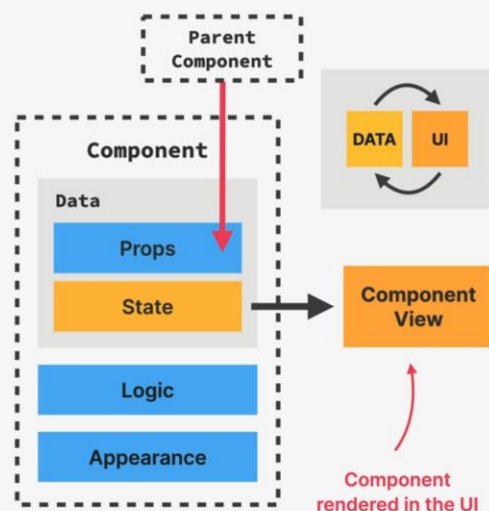 Parent
Component
Component
Data
Props
State
Logic
Appearance
DATA
UI
Component
View
Component
rendered in the UI